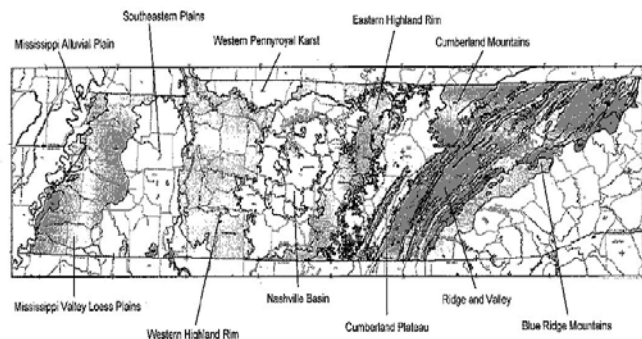 Southeastern Plains
Eastern Highland Rim
Mississippi Alluvial Plain
Western Pennyroyal Karst
Cumberland Mountains
Mississippi Valley Loess Plains
Nashville Basin
Ridge and Valley
Western Highland Rim
Cumberland Plateau
Blue Ridge Mountains